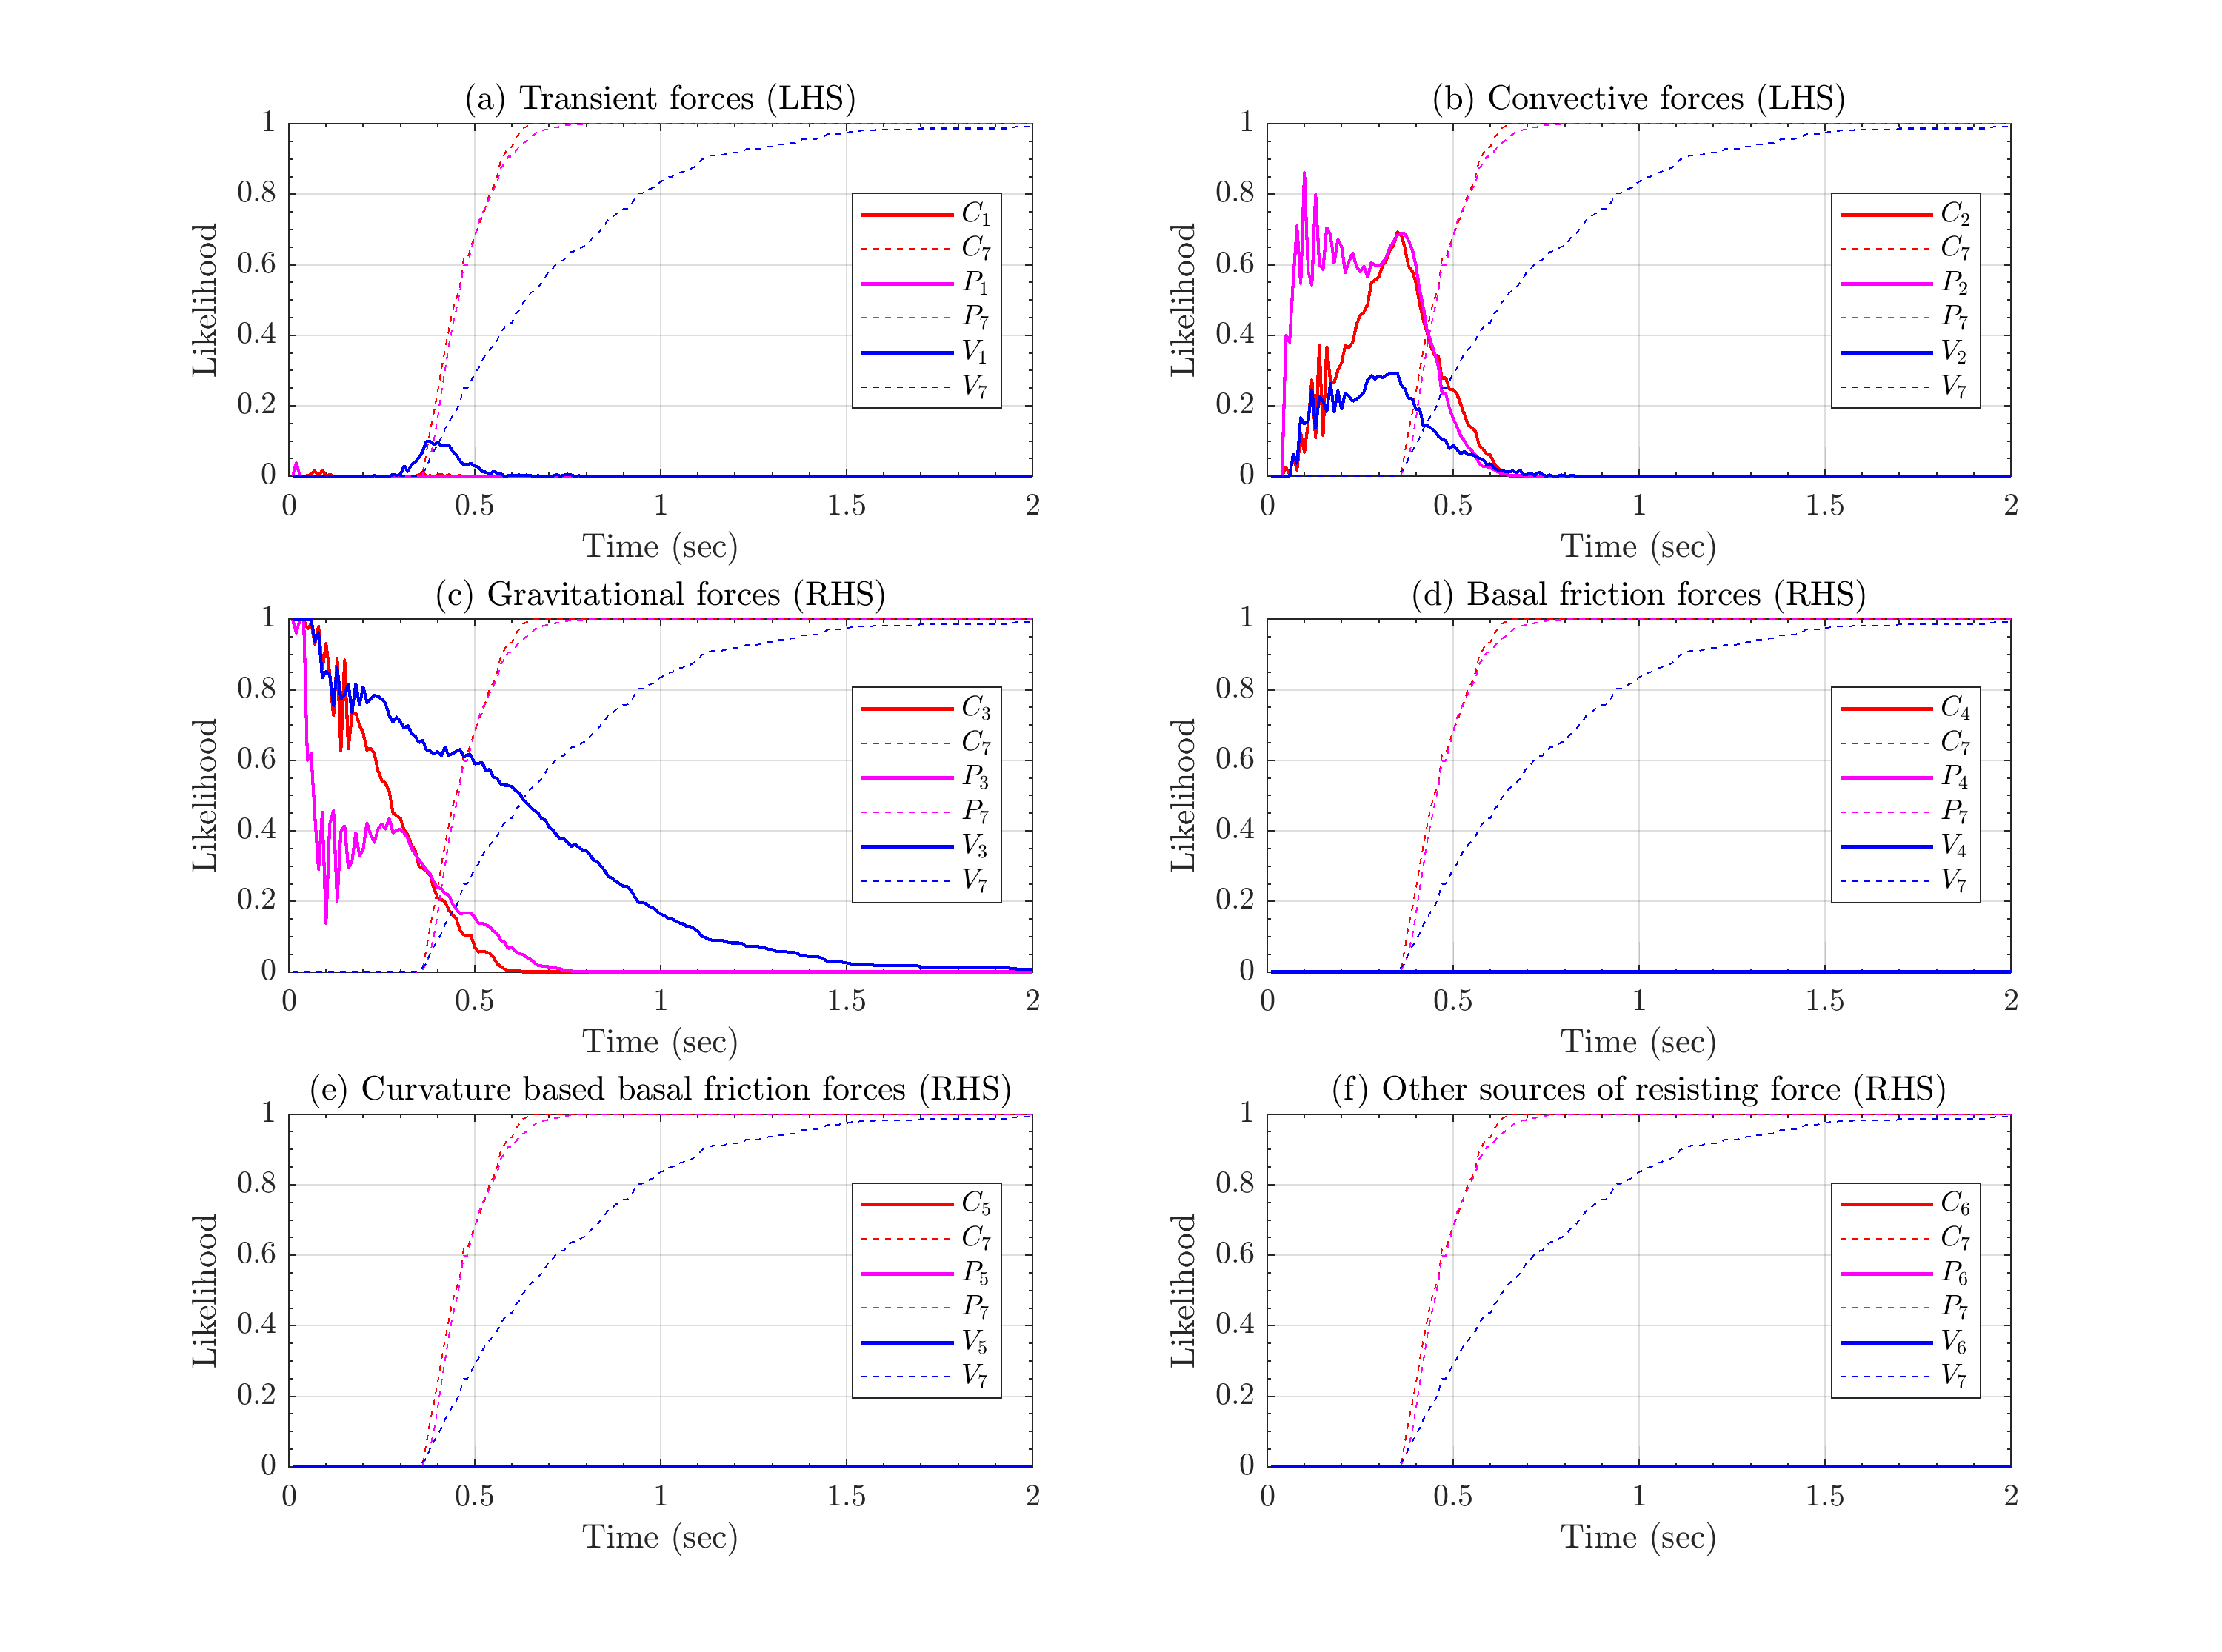 (a) Transient forces (LHS)
1
0.8
0.6
0.4
0.2
0
Likelihood
0 0.5 1 1.5 2
Time (sec)
C₁
C₇
P₁
P₇
V₁
V₇
(b) Convective forces (LHS)
1
0.8
0.6
0.4
0.2
0
Likelihood
0 0.5 1 1.5 2
Time (sec)
C₂
C₇
P₂
P₇
V₂
V₇
(c) Gravitational forces (RHS)
1
0.8
0.6
0.4
0.2
0
Likelihood
0 0.5 1 1.5 2
Time (sec)
C₃
C₇
P₃
P₇
V₃
V₇
(d) Basal friction forces (RHS)
1
0.8
0.6
0.4
0.2
0
Likelihood
0 0.5 1 1.5 2
Time (sec)
C₄
C₇
P₄
P₇
V₄
V₇
(e) Curvature based basal friction forces (RHS)
1
0.8
0.6
0.4
0.2
0
Likelihood
0 0.5 1 1.5 2
Time (sec)
C₅
C₇
P₅
P₇
V₅
V₇
(f) Other sources of resisting force (RHS)
1
0.8
0.6
0.4
0.2
0
Likelihood
0 0.5 1 1.5 2
Time (sec)
C₆
C₇
P₆
P₇
V₆
V₇